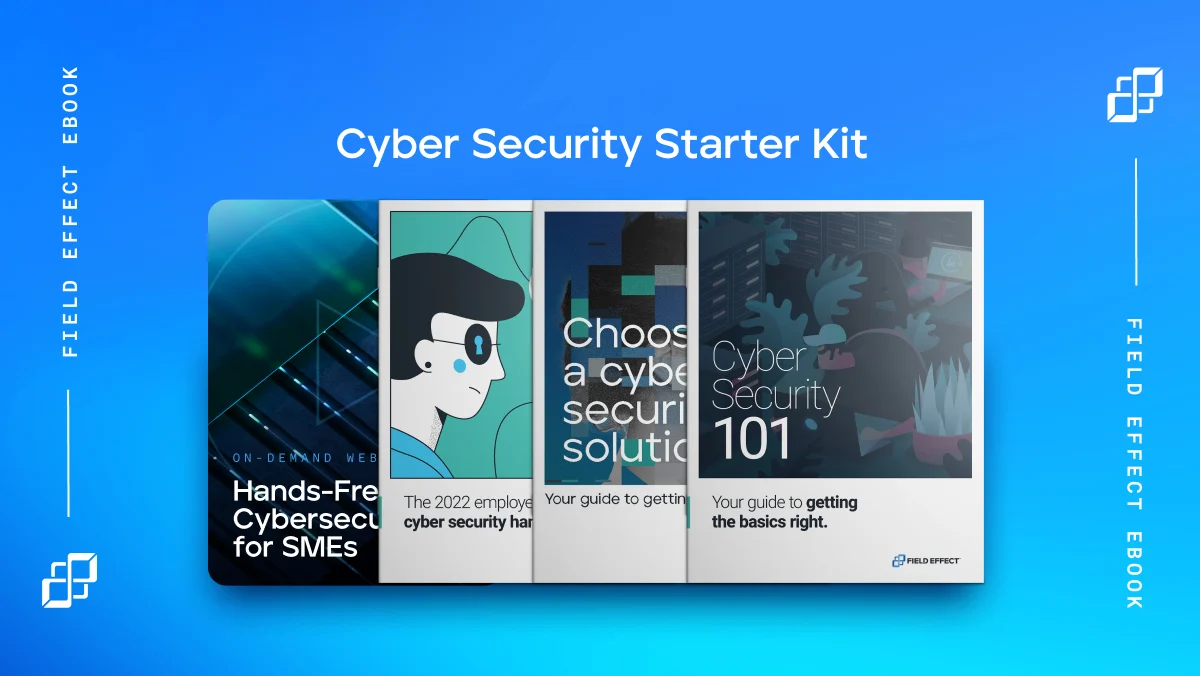 FIELD EFFECT EBOOK
Cyber Security Starter Kit
ON-DEMAND WEB
Hands-Fre
Cybersecu
for SMEs
The 2022 employe
cyber security han
Choos
a cybe
securi
solutio
Your guide to gettin
Cyber
Security
101
Your guide to getting
the basics right.
FIELD EFFECT
FIELD EFFECT EBOOK